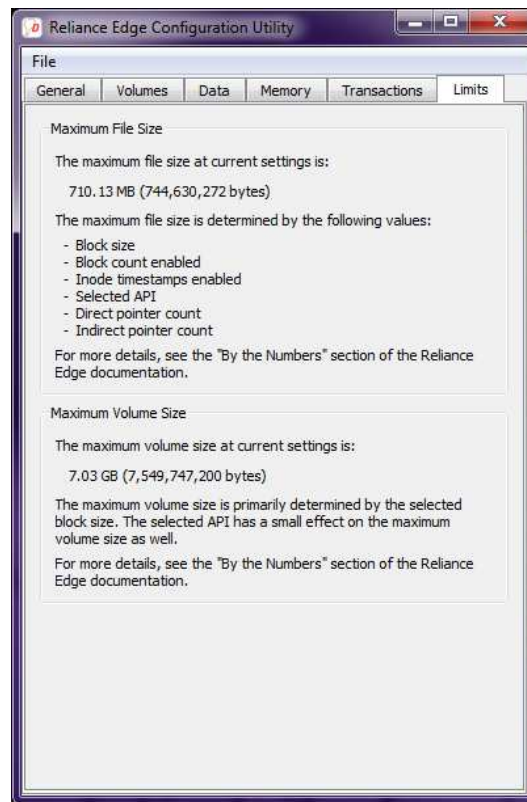 Reliance Edge Configuration Utility
File
General Volumes Data Memory Transactions Limits
Maximum File Size
The maximum file size at current settings is:
710.13 MB (744,630,272 bytes)
The maximum file size is determined by the following values:
- Block size
- Block count enabled
- Inode timestamps enabled
- Selected API
- Direct pointer count
- Indirect pointer count
For more details, see the "By the Numbers" section of the Reliance
Edge documentation.
Maximum Volume Size
The maximum volume size at current settings is:
7.03 GB (7,549,747,200 bytes)
The maximum volume size is primarily determined by the selected
block size. The selected API has a small effect on the maximum
volume size as well.
For more details, see the "By the Numbers" section of the Reliance
Edge documentation.